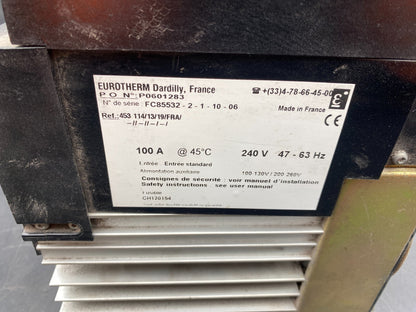 EUROTHERM Dardilly, France
☎ +(33)4-78-66-45-00
P O N°: P0601283
N° de série : FC85532 - 2 - 1 - 10 - 06
Made in France
Ref.: 453 114/13/19/FRA/
-- // -- // -- / -- /
CE
100 A @ 45°C 240 V 47 - 63 Hz
Entrée : Entrée standard
Alimentation auxiliaire 100-130V / 200-260V
Consignes de sécurité : voir manuel d'installation
Safety instructions : see user manual
Fusible
CH120154